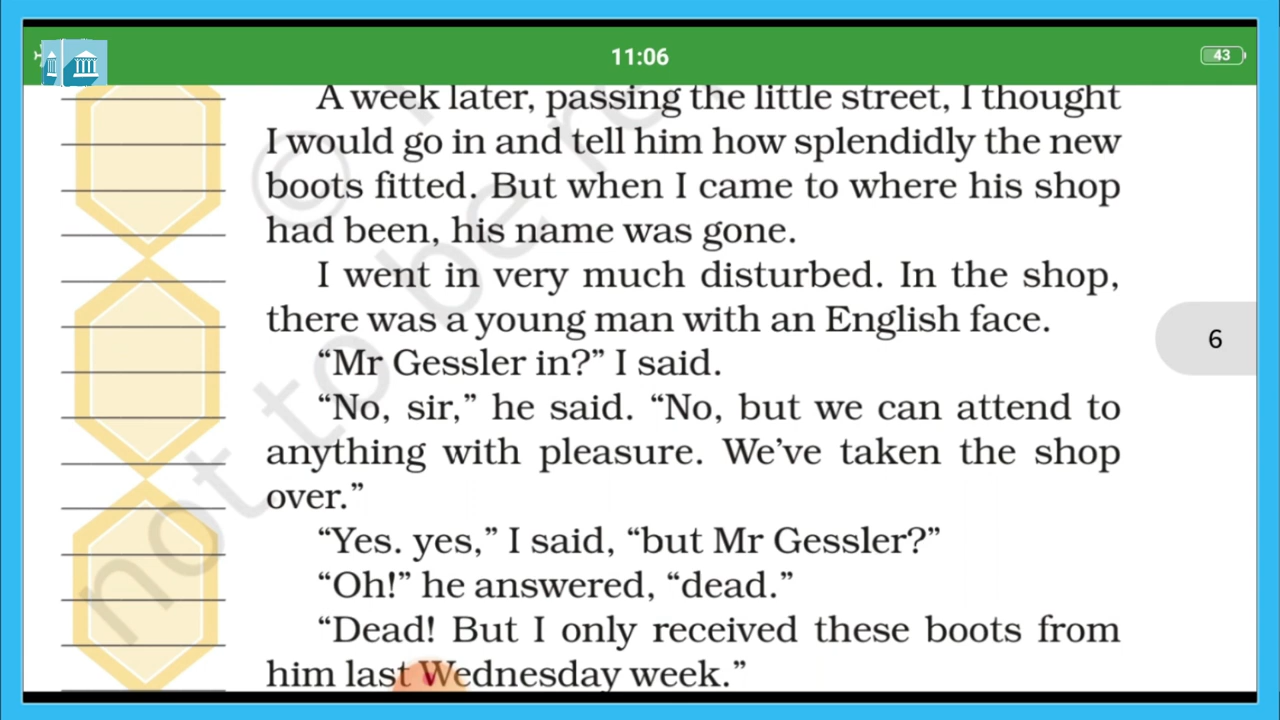 11:06
43
A week later, passing the little street, I thought
I would go in and tell him how splendidly the new
boots fitted. But when I came to where his shop
had been, his name was gone.
I went in very much disturbed. In the shop,
there was a young man with an English face.
“Mr Gessler in?” I said.
“No, sir,” he said. “No, but we can attend to
anything with pleasure. We’ve taken the shop
over.”
“Yes. yes,” I said, “but Mr Gessler?”
“Oh!” he answered, “dead.”
“Dead! But I only received these boots from
him last Wednesday week.”
6
©
not to be re